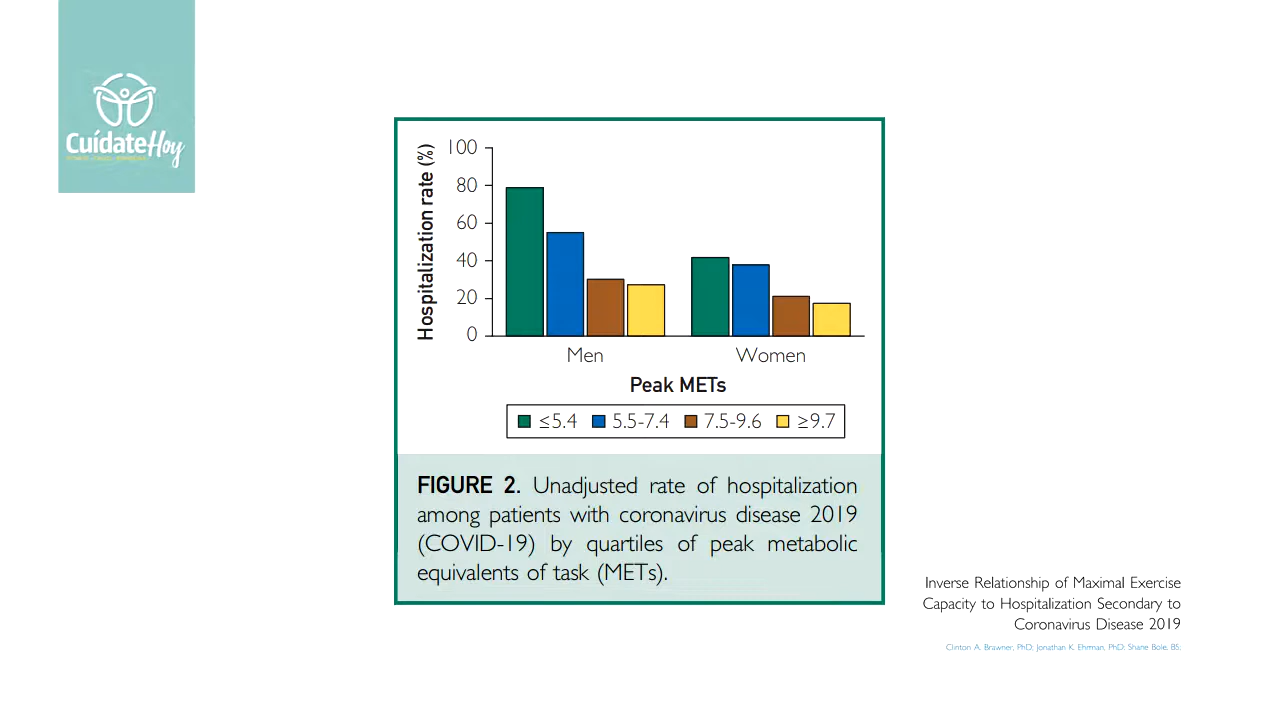 CuídateHoy
Hospitalization rate (%)
100
80
60
40
20
0
Men Women
Peak METs
≤5.4 5.5-7.4 7.5-9.6 ≥9.7
FIGURE 2. Unadjusted rate of hospitalization
among patients with coronavirus disease 2019
(COVID-19) by quartiles of peak metabolic
equivalents of task (METs).
Inverse Relationship of Maximal Exercise
Capacity to Hospitalization Secondary to
Coronavirus Disease 2019
Clinton A. Brawner, PhD; Jonathan K. Ehrman, PhD; Shane Bole, BS;